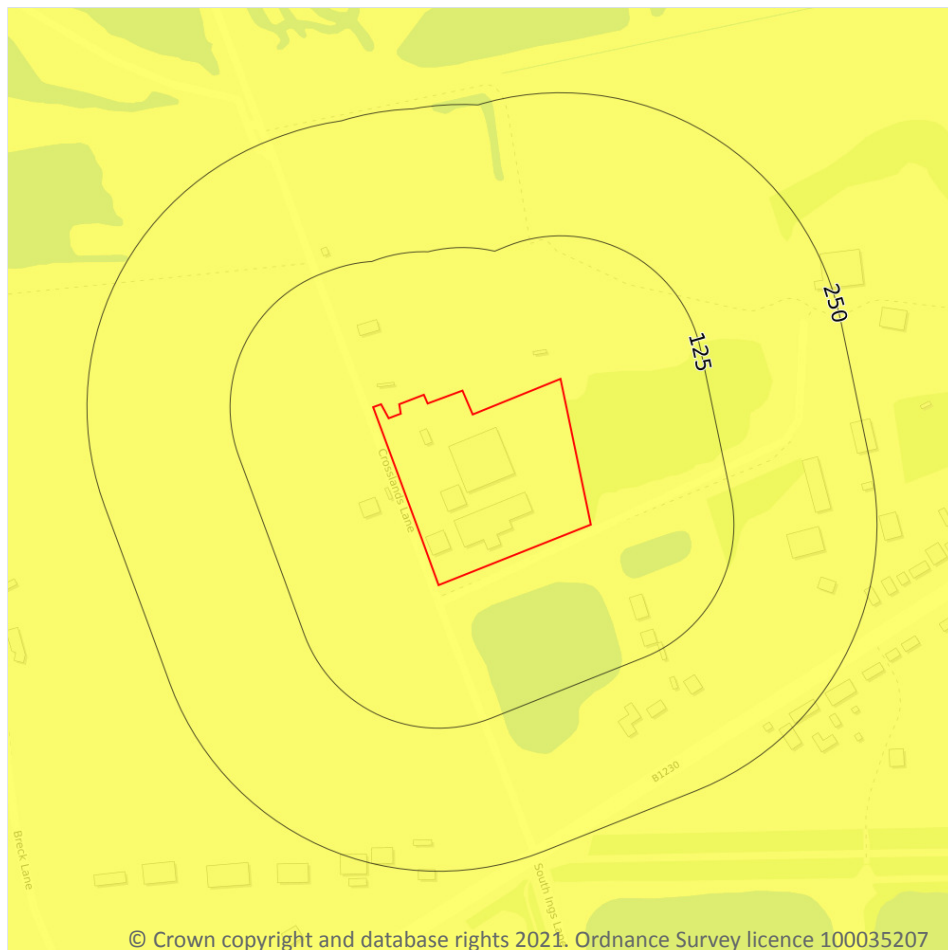 250
125
Crosslands Lane
B1230
Breck Lane
South Ings
© Crown copyright and database rights 2021. Ordnance Survey licence 100035207